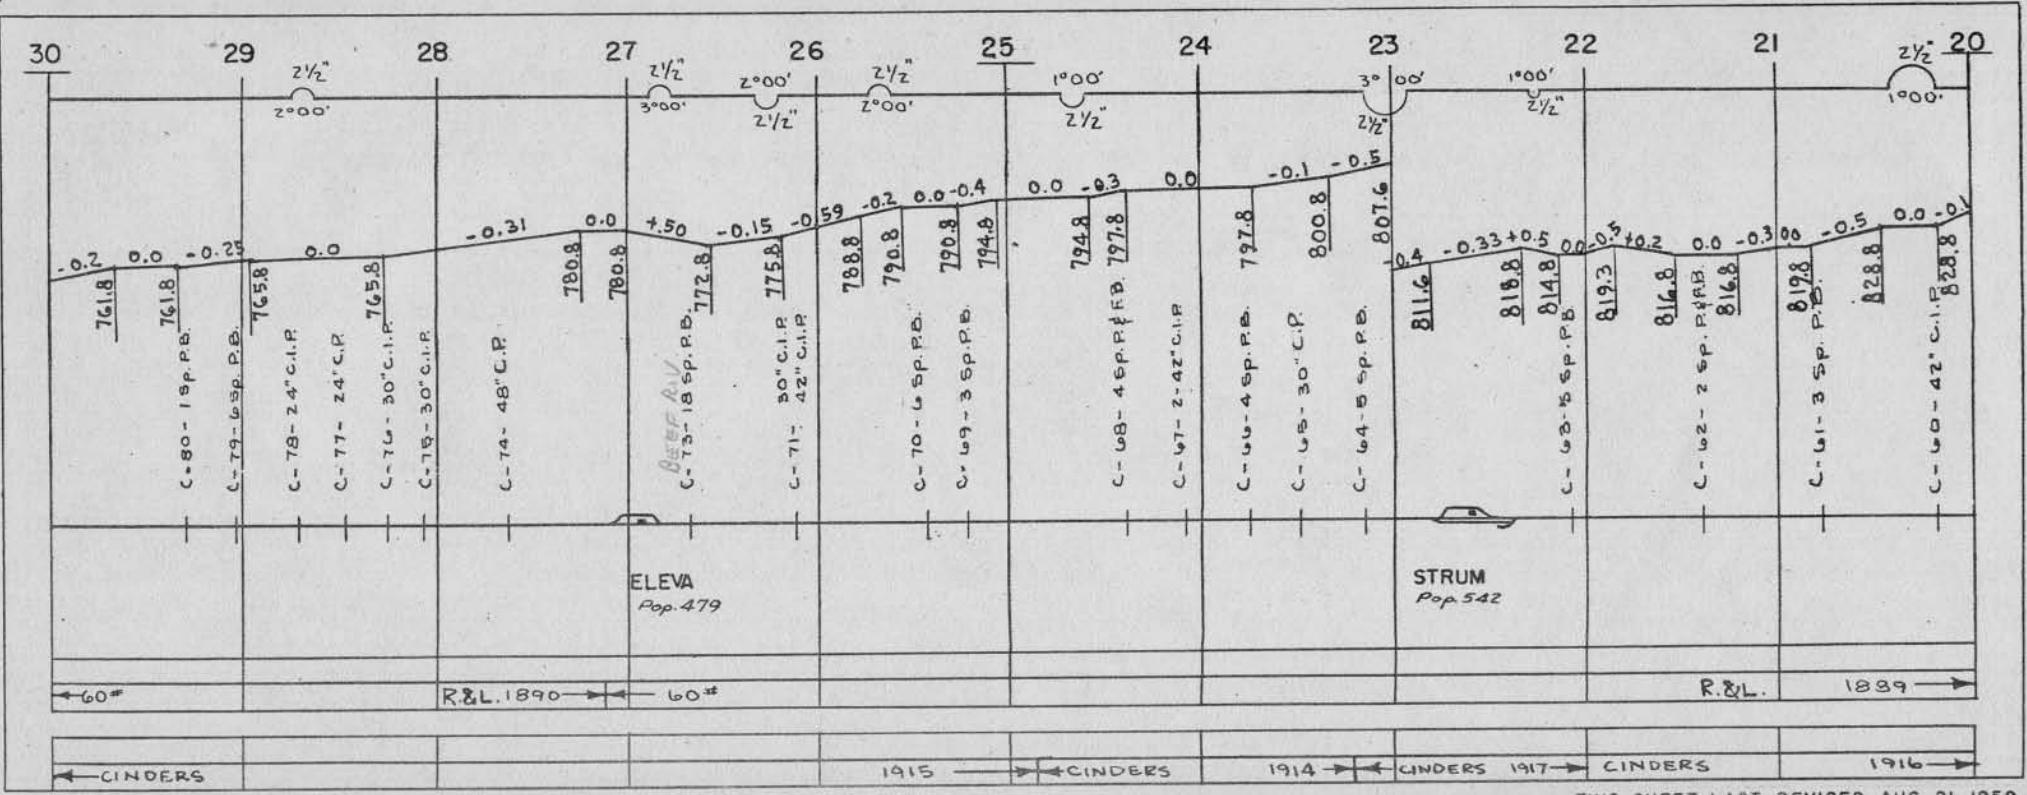 30 29 28 27 26 25 24 23 22 21 20
2½" 2½" 2°00' 2½" 1°00' 3°00' 1°00' 2½"
2°00' 3°00' 2½" 2°00' 2½" 2½" 2½" 1°00'
-0.2 0.0 -0.25 0.0 -0.31 0.0 +.50 -0.15 -0.59 -0.2 0.0 -0.4 0.0 -0.3 0.0 -0.1 -0.5
-0.4 -0.33 +0.5 0.0 -0.5 +0.2 0.0 -0.3 00 -0.5 0.0 -0.1
761.8 761.8 765.8 765.8 780.8 780.8 772.8 775.8 788.8 790.8 790.8 794.8 794.8 797.8 797.8 800.8 807.6
811.6 818.8 814.8 819.3 816.8 816.8 819.8 828.8 828.8
C-80-1 Sp. P.B.
C-79-6 Sp. P.B.
C-78-24" C.I.P.
C-77-24" C.P.
C-76-30" C.I.P.
C-75-30" C.I.P.
C-74-48" C.P.
BEEF RIV
C-73-18 Sp. P.B.
30" C.I.P.
C-71-42" C.I.P.
C-70-6 Sp. P.B.
C-69-3 Sp. P.B.
C-68-4 Sp. P.& F.B.
C-67-2-42" C.I.P.
C-66-4 Sp. P.B.
C-65-30" C.P.
C-64-5 Sp. P.B.
C-63-5 Sp. P.B.
C-62-2 Sp. P.& F.B.
C-61-3 Sp. P.B.
C-60-42" C.I.P.
ELEVA
Pop. 479
STRUM
Pop. 542
60# R.&L. 1890 60# R.&L. 1889
CINDERS 1915 CINDERS 1914 CINDERS 1917 CINDERS 1916